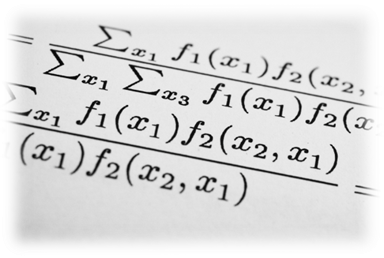 = ∑x₁ f₁(x₁)f₂(x₂,
∑x₁ ∑x₃ f₁(x₁)f₂(x
∑x₁ f₁(x₁)f₂(x₂, x₁)
(x₁)f₂(x₂, x₁) =